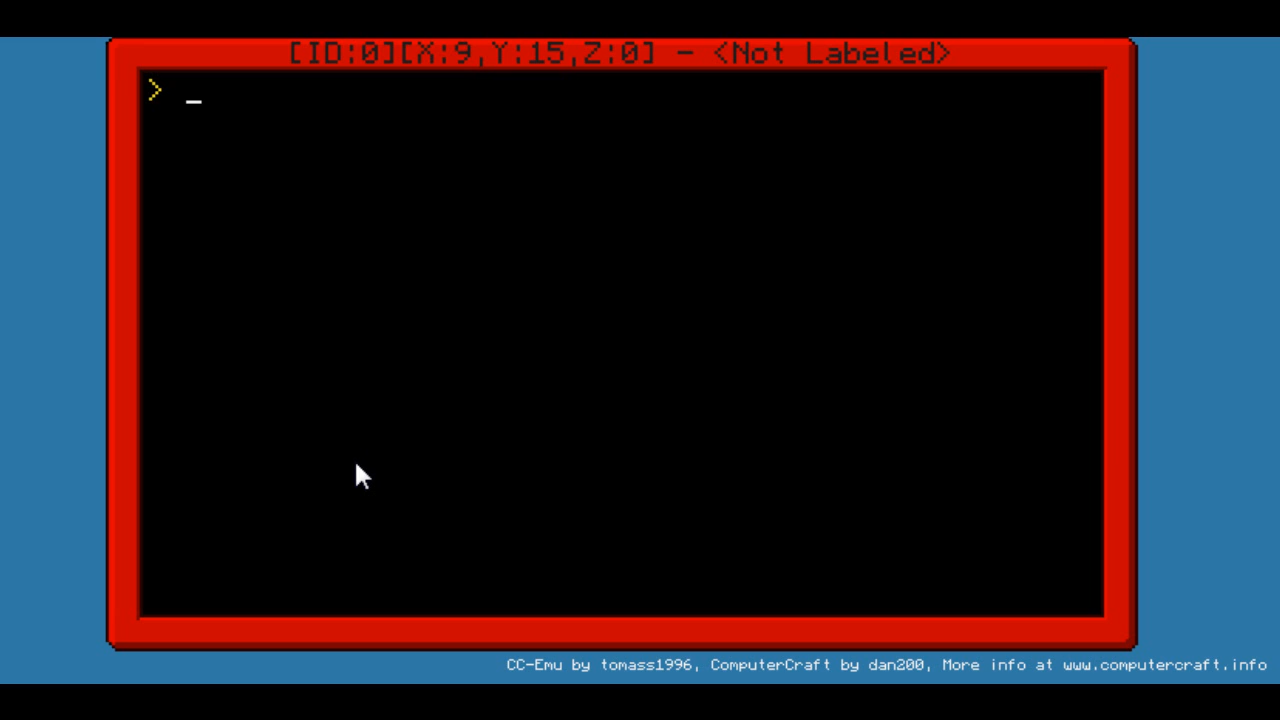 [ID:0][X:9,Y:15,Z:0] - <Not Labeled>
> _
CC-Emu by tomass1996, ComputerCraft by dan200, More info at www.computercraft.info